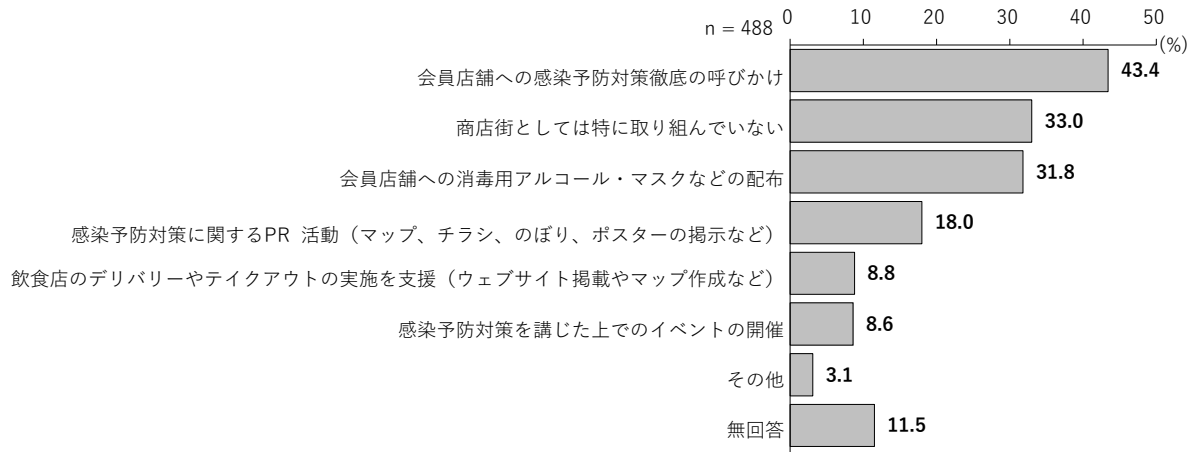 n = 488
0 10 20 30 40 50
(%)
会員店舗への感染予防対策徹底の呼びかけ 43.4
商店街としては特に取り組んでいない 33.0
会員店舗への消毒用アルコール・マスクなどの配布 31.8
感染予防対策に関するPR 活動（マップ、チラシ、のぼり、ポスターの掲示など） 18.0
飲食店のデリバリーやテイクアウトの実施を支援（ウェブサイト掲載やマップ作成など） 8.8
感染予防対策を講じた上でのイベントの開催 8.6
その他 3.1
無回答 11.5